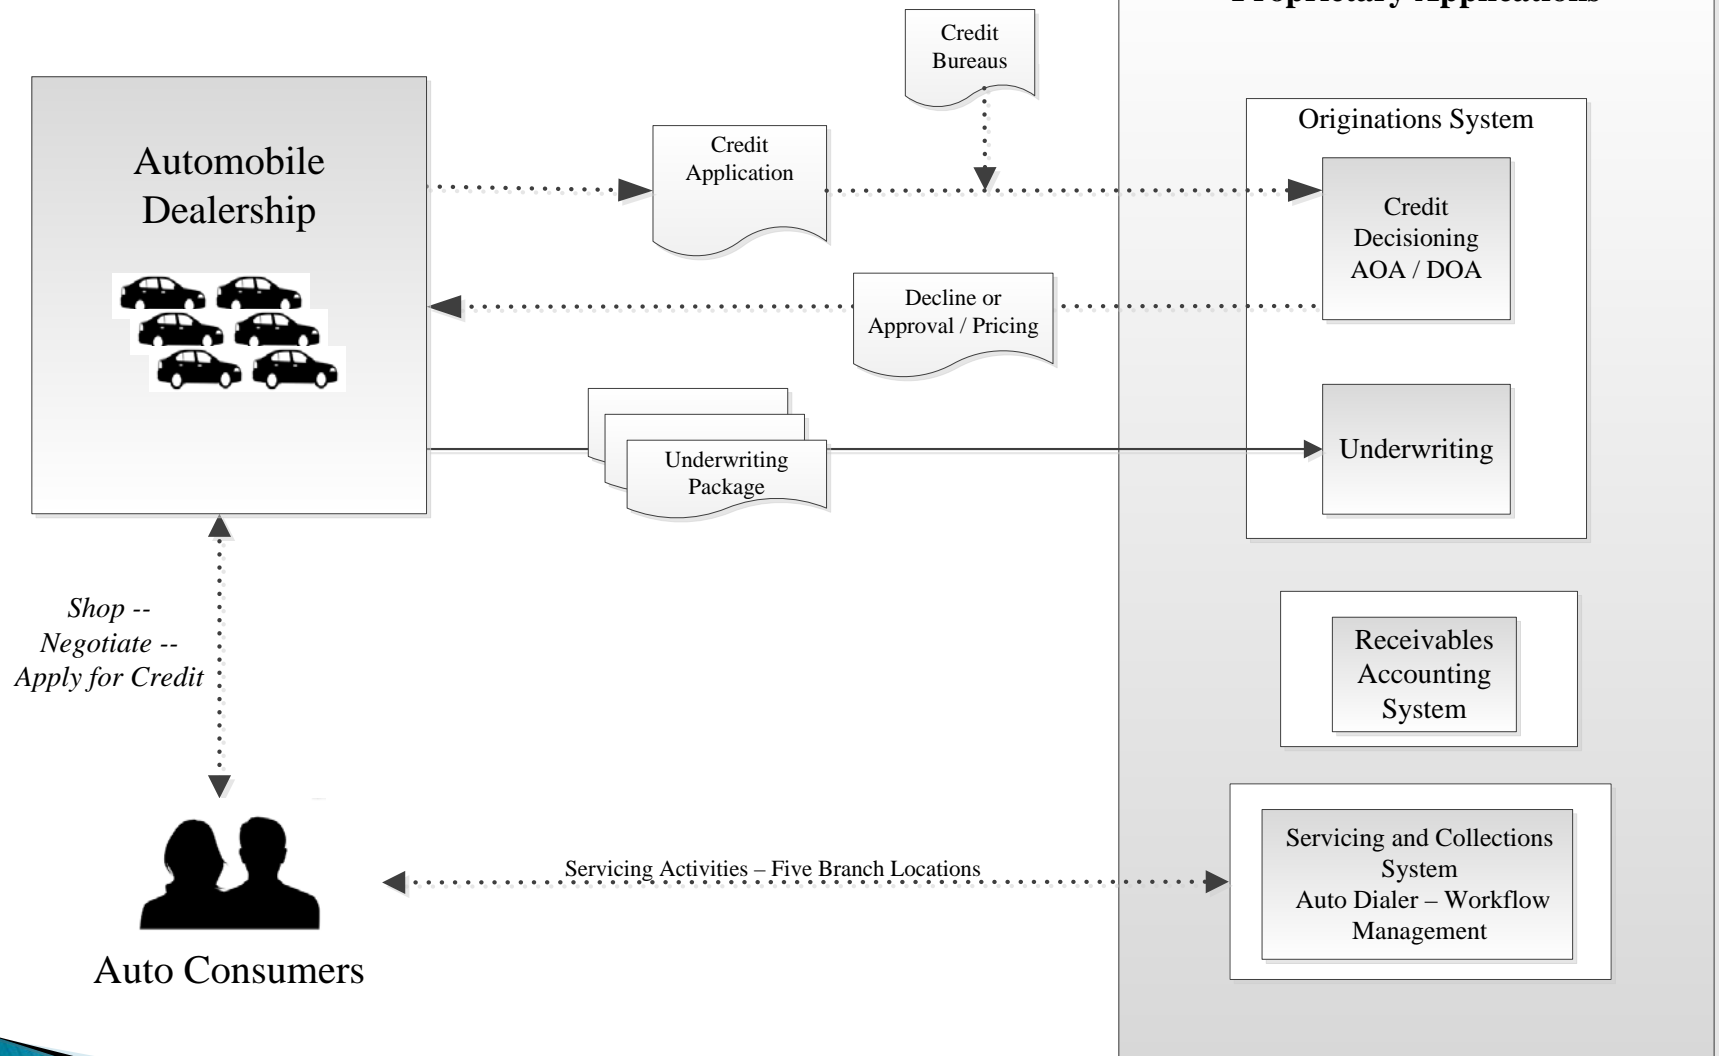 Proprietary Applications
Credit
Bureaus
Originations System
Automobile
Dealership
Credit
Application
Credit
Decisioning
AOA / DOA
Decline or
Approval / Pricing
Underwriting
Package
Underwriting
Shop --
Negotiate --
Apply for Credit
Receivables
Accounting
System
Servicing Activities – Five Branch Locations
Servicing and Collections
System
Auto Dialer – Workflow
Management
Auto Consumers